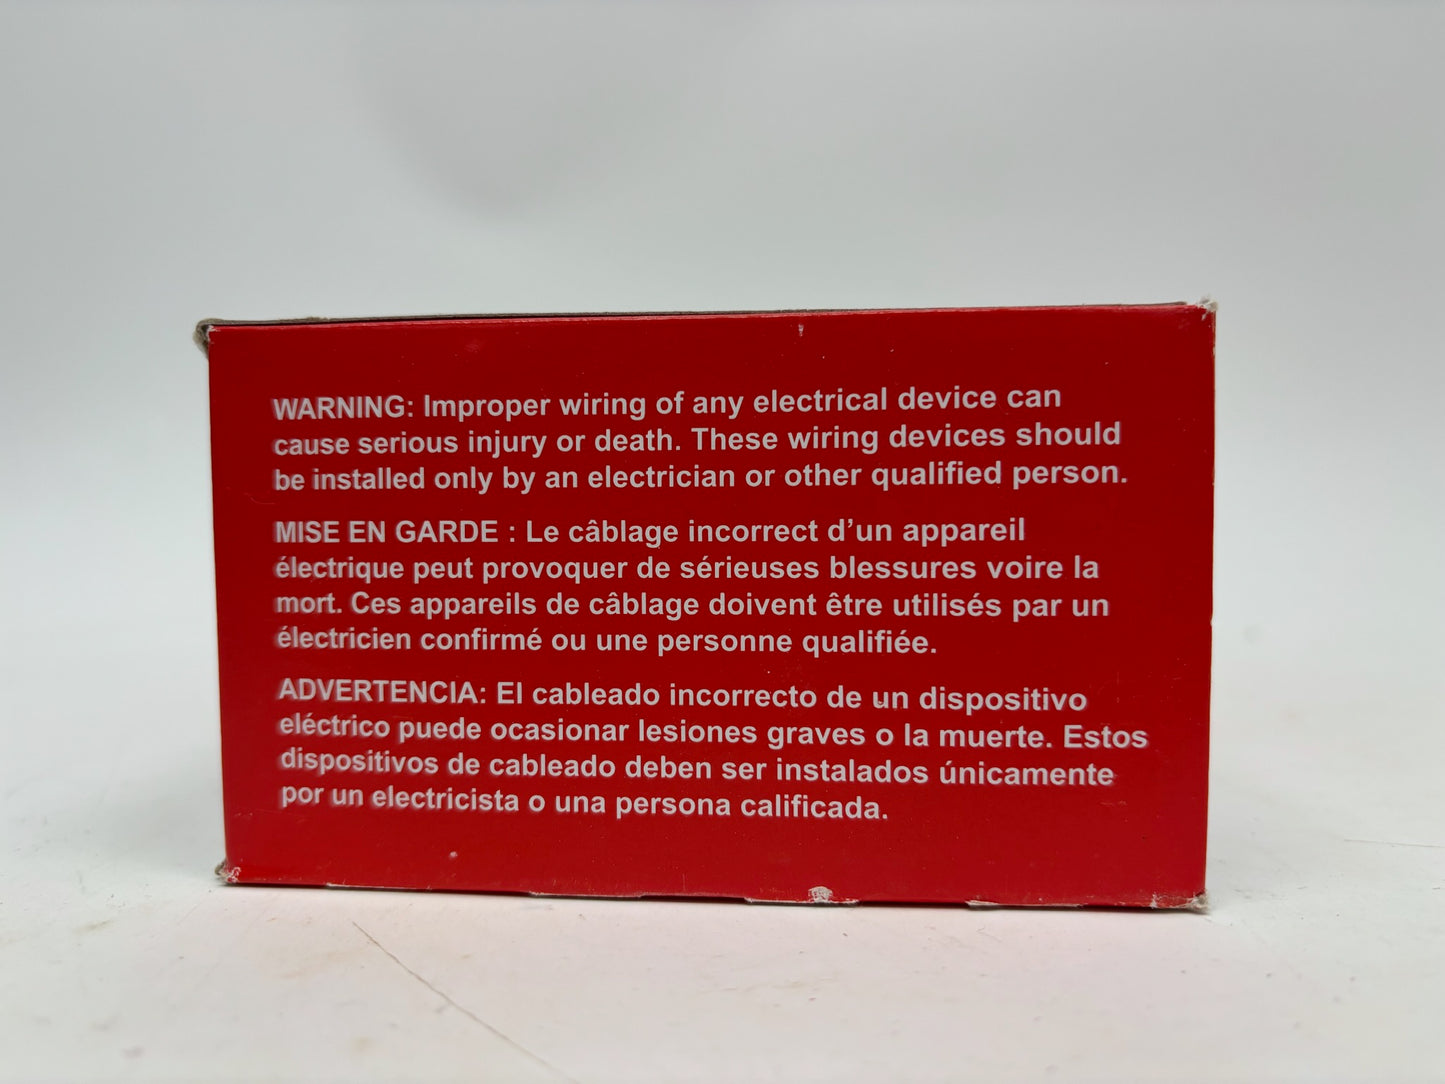 WARNING: Improper wiring of any electrical device can
cause serious injury or death. These wiring devices should
be installed only by an electrician or other qualified person.
MISE EN GARDE : Le câblage incorrect d’un appareil
électrique peut provoquer de sérieuses blessures voire la
mort. Ces appareils de câblage doivent être utilisés par un
électricien confirmé ou une personne qualifiée.
ADVERTENCIA: El cableado incorrecto de un dispositivo
eléctrico puede ocasionar lesiones graves o la muerte. Estos
dispositivos de cableado deben ser instalados únicamente
por un electricista o una persona calificada.